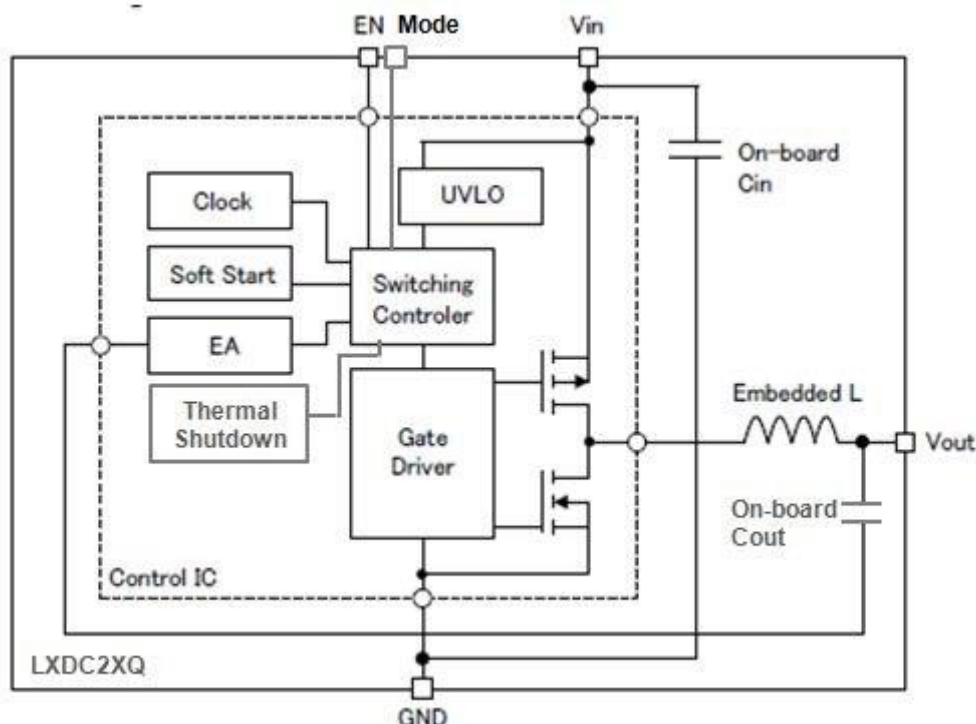 EN Mode Vin
On-board
Cin
UVLO
Clock
Soft Start
Switching
Controler
EA
Thermal
Shutdown
Gate
Driver
Embedded L
Vout
On-board
Cout
Control IC
LXDC2XQ
GND